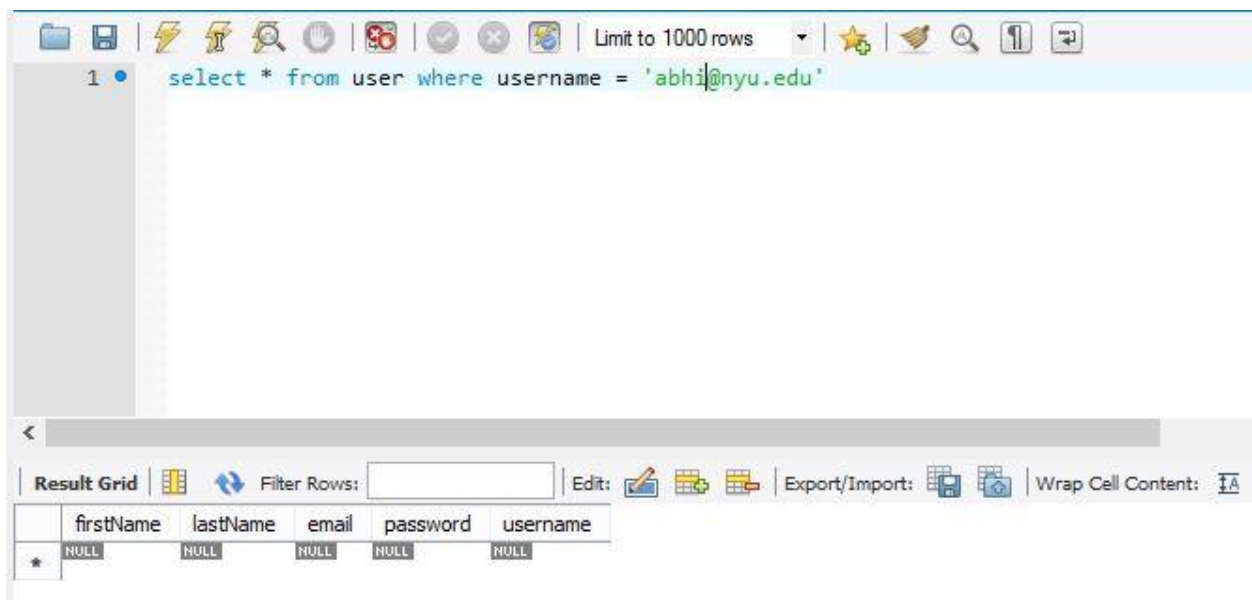 Limit to 1000 rows
1 select * from user where username = 'abhi@nyu.edu'
Result Grid Filter Rows: Edit: Export/Import: Wrap Cell Content: IA
firstName lastName email password username
* NULL NULL NULL NULL NULL